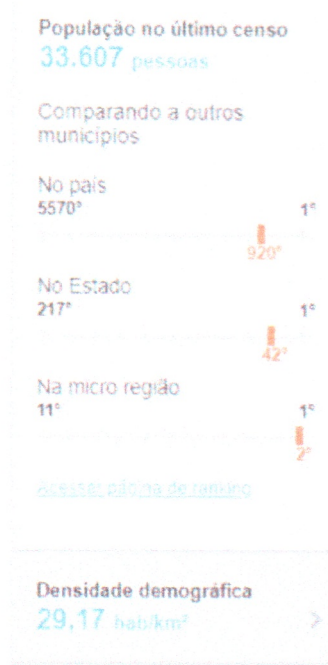 População no último censo
33.607 pessoas
Comparando a outros
municípios
No país
5570° 1°
920°
No Estado
217° 1°
42°
Na micro região
11° 1°
2°
Acessar página de ranking
Densidade demográfica
29,17 hab/km² >